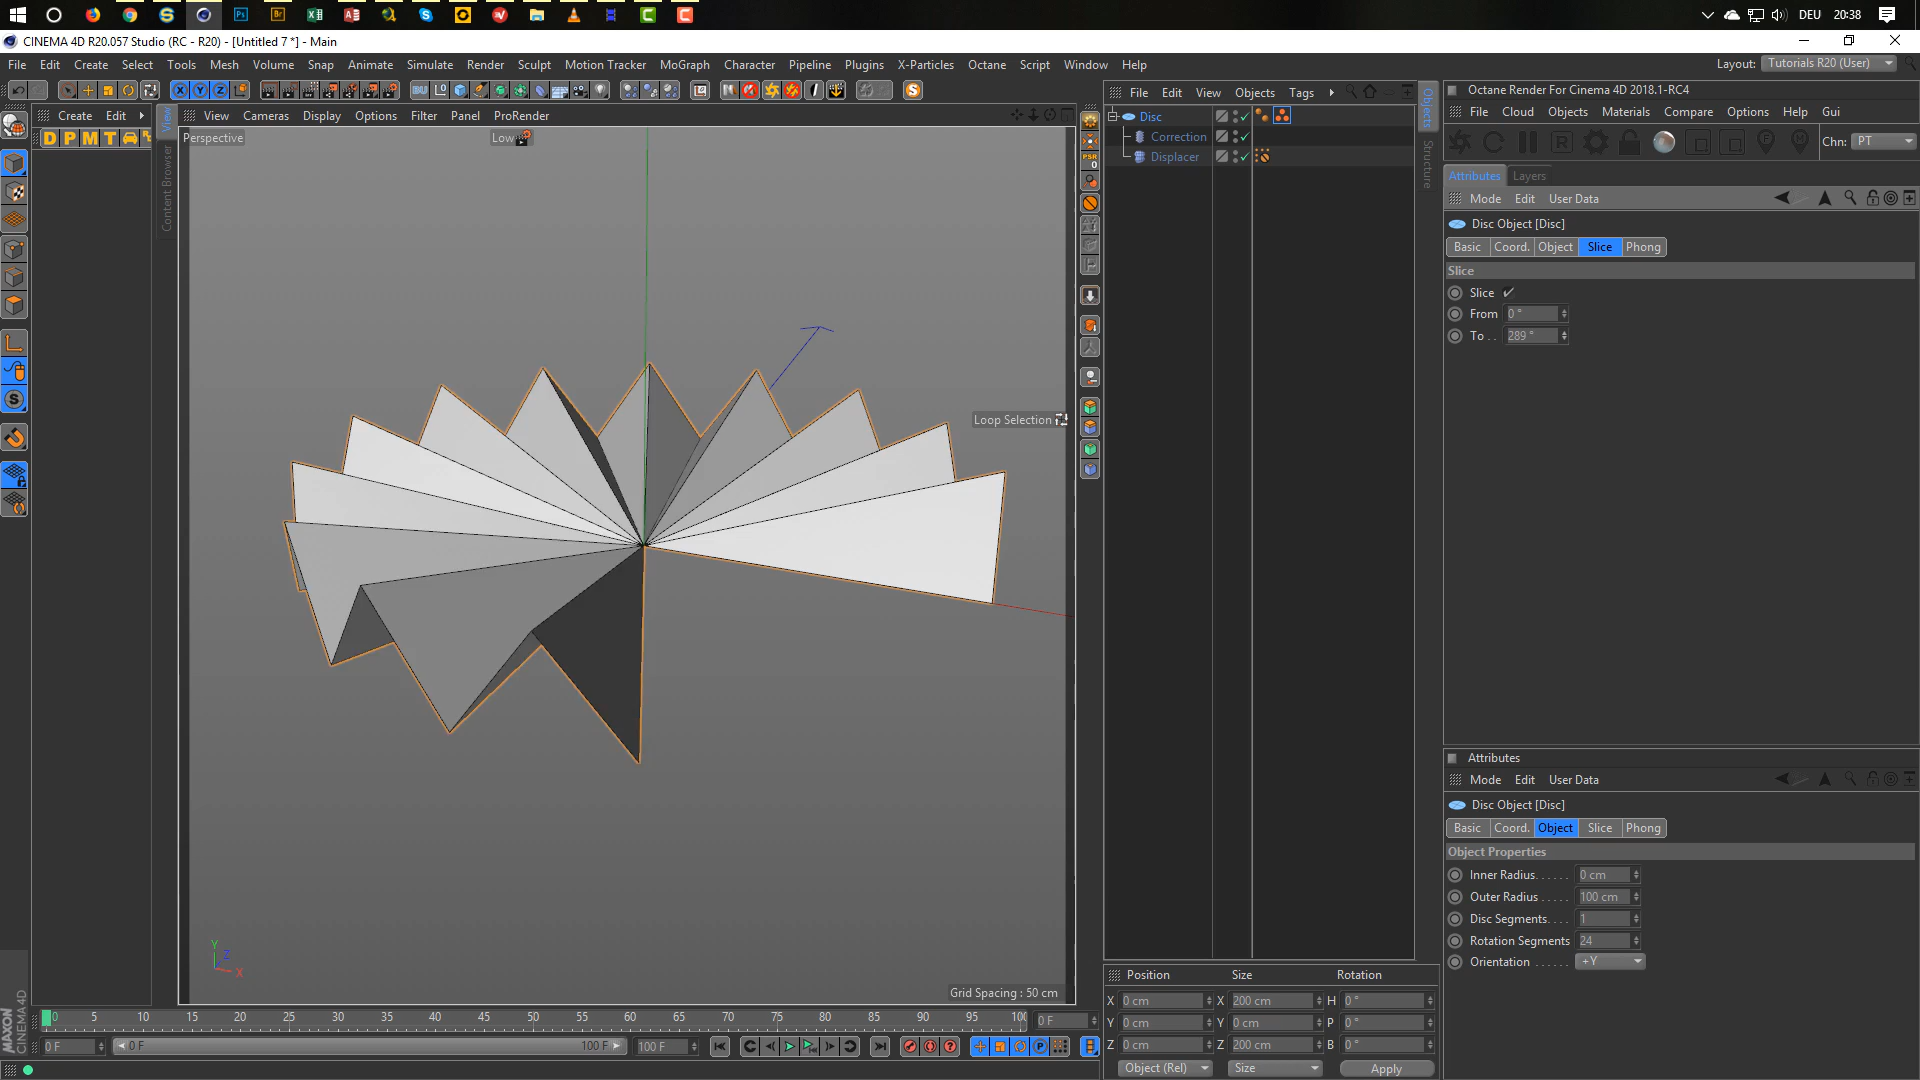 DEU 20:38
CINEMA 4D R20.057 Studio (RC - R20) - [Untitled 7 *] - Main
File Edit Create Select Tools Mesh Volume Snap Animate Simulate Render Sculpt Motion Tracker MoGraph Character Pipeline Plugins X-Particles Octane Script Window Help
Layout: Tutorials R20 (User)
Create Edit
D P M T
View
Content Browser
View Cameras Display Options Filter Panel ProRender
Perspective
Low
Loop Selection
Grid Spacing : 50 cm
Y
Z
X
PSR
0
File Edit View Objects Tags
Disc
Correction
Displacer
Objects
Structure
Octane Render For Cinema 4D 2018.1-RC4
File Cloud Objects Materials Compare Options Help Gui
Chn: PT
Attributes Layers
Mode Edit User Data
Disc Object [Disc]
Basic Coord. Object Slice Phong
Slice
Slice
From 0 °
To . . 289 °
Attributes
Mode Edit User Data
Disc Object [Disc]
Basic Coord. Object Slice Phong
Object Properties
Inner Radius. . . . . 0 cm
Outer Radius . . . . . 100 cm
Disc Segments. . . . 1
Rotation Segments 24
Orientation . . . . . . +Y
Position Size Rotation
X 0 cm X 200 cm H 0 °
Y 0 cm Y 0 cm P 0 °
Z 0 cm Z 200 cm B 0 °
Object (Rel) Size Apply
0 5 10 15 20 25 30 35 40 45 50 55 60 65 70 75 80 85 90 95 100
0 F
0 F 0 F 100 F 100 F
MAXON
CINEMA 4D